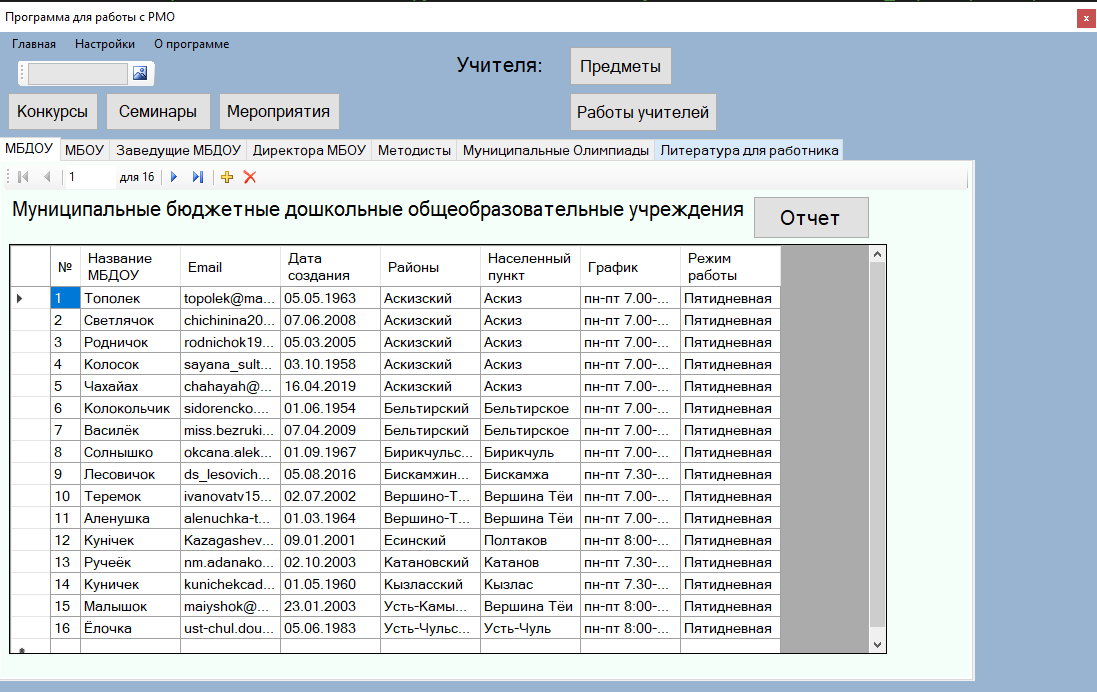 Программа для работы с РМО
x
Главная Настройки О программе
Учителя: Предметы
Конкурсы Семинары Мероприятия Работы учителей
МБДОУ МБОУ Заведущие МБДОУ Директора МБОУ Методисты Муниципальные Олимпиады Литература для работника
1 для 16
Муниципальные бюджетные дошкольные общеобразовательные учреждения Отчет
№ Название МБДОУ Email Дата создания Районы Населенный пункт График Режим работы
1 Тополек topolek@ma... 05.05.1963 Аскизский Аскиз пн-пт 7.00-... Пятидневная
2 Светлячок chichinina20... 07.06.2008 Аскизский Аскиз пн-пт 7.00-... Пятидневная
3 Родничок rodnichok19... 05.03.2005 Аскизский Аскиз пн-пт 7.00-... Пятидневная
4 Колосок sayana_sult... 03.10.1958 Аскизский Аскиз пн-пт 7.00-... Пятидневная
5 Чахайах chahayah@... 16.04.2019 Аскизский Аскиз пн-пт 7.00-... Пятидневная
6 Колокольчик sidorencko.... 01.06.1954 Бельтирский Бельтирское пн-пт 7.00-... Пятидневная
7 Василёк miss.bezruki... 07.04.2009 Бельтирский Бельтирское пн-пт 7.00-... Пятидневная
8 Солнышко okcana.alek... 01.09.1967 Бирикчульс... Бирикчуль пн-пт 7.00-... Пятидневная
9 Лесовичок ds_lesovich... 05.08.2016 Бискамжин... Бискамжа пн-пт 7.30-... Пятидневная
10 Теремок ivanovatv15... 02.07.2002 Вершино-Т... Вершина Тёи пн-пт 7.00-... Пятидневная
11 Аленушка alenuchka-t... 01.03.1964 Вершино-Т... Вершина Тёи пн-пт 7.00-... Пятидневная
12 Кунiчек Kazagashev... 09.01.2001 Есинский Полтаков пн-пт 8:00-... Пятидневная
13 Ручеёк nm.adanako... 02.10.2003 Катановский Катанов пн-пт 7.30-... Пятидневная
14 Куничек kunichekcad... 01.05.1960 Кызласский Кызлас пн-пт 7.30-... Пятидневная
15 Малышок maiyshok@... 23.01.2003 Усть-Камы... Вершина Тёи пн-пт 8:00-... Пятидневная
16 Ёлочка ust-chul.dou... 05.06.1983 Усть-Чульс... Усть-Чуль пн-пт 8:00-... Пятидневная